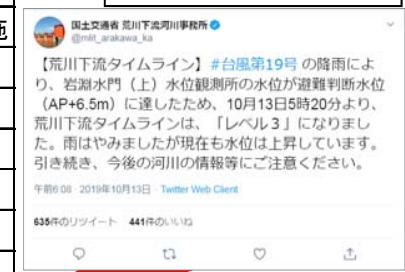 国土交通省 荒川下流河川事務所
@mlit_arakawa_ka
【荒川下流タイムライン】#台風第19号 の降雨によ
り、岩淵水門（上）水位観測所の水位が避難判断水位
（AP+6.5m）に達したため、10月13日5時20分より、
荒川下流タイムラインは、「レベル３」になりまし
た。雨はやみましたが現在も水位は上昇しています。
引き続き、今後の河川の情報等にご注意ください。
午前6:08 · 2019年10月13日 · Twitter Web Client
635件のリツイート 441件のいいね